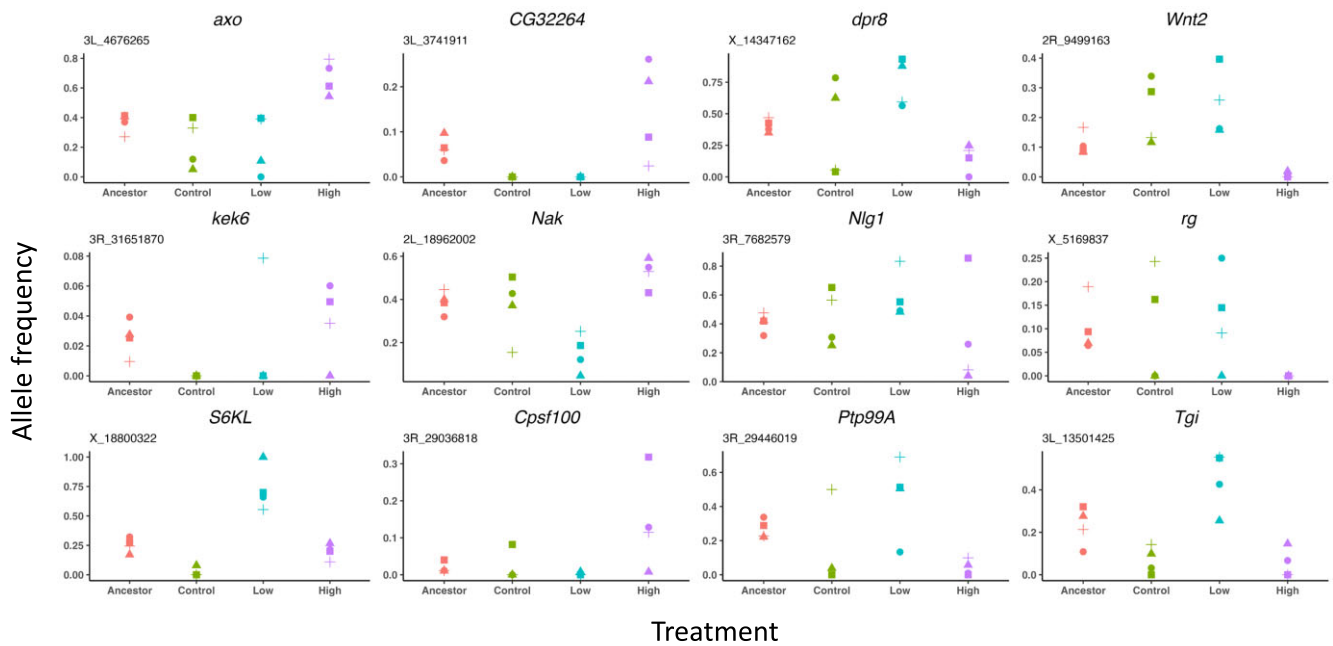 axo
3L_4676265
0.8
0.6
0.4
0.2
0.0
Ancestor Control Low High
CG32264
3L_3741911
0.2
0.1
0.0
Ancestor Control Low High
dpr8
X_14347162
0.75
0.50
0.25
0.00
Ancestor Control Low High
Wnt2
2R_9499163
0.4
0.3
0.2
0.1
0.0
Ancestor Control Low High
kek6
3R_31651870
0.08
0.06
0.04
0.02
0.00
Ancestor Control Low High
Nak
2L_18962002
0.6
0.4
0.2
Ancestor Control Low High
Nlg1
3R_7682579
0.8
0.6
0.4
0.2
0.0
Ancestor Control Low High
rg
X_5169837
0.25
0.20
0.15
0.10
0.05
0.00
Ancestor Control Low High
S6KL
X_18800322
1.00
0.75
0.50
0.25
0.00
Ancestor Control Low High
Cpsf100
3R_29036818
0.3
0.2
0.1
0.0
Ancestor Control Low High
Ptp99A
3R_29446019
0.6
0.4
0.2
0.0
Ancestor Control Low High
Tgi
3L_13501425
0.4
0.2
0.0
Ancestor Control Low High
Allele frequency
Treatment